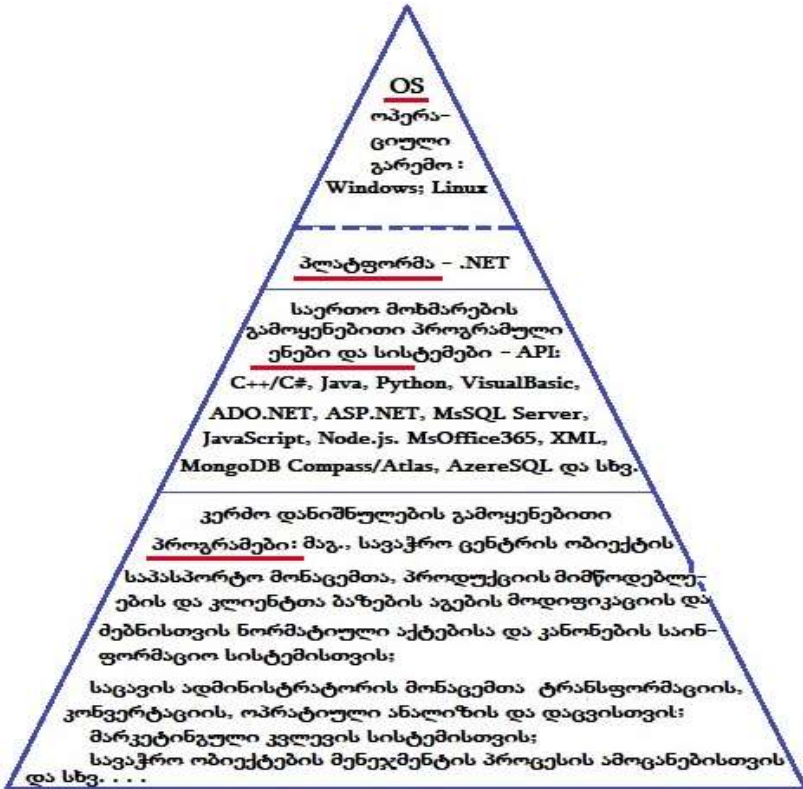 OS
ოპერა-
ციული
გარემო :
Windows; Linux
პლატფორმა - .NET
საერთო მოხმარების
გამოყენებითი პროგრამული
ენები და სისტემები - API:
C++/C#, Java, Python, VisualBasic,
ADO.NET, ASP.NET, MsSQL Server,
JavaScript, Node.js. MsOffice365, XML,
MongoDB Compass/Atlas, AzereSQL და სხვ.
კერძო დანიშნულების გამოყენებითი
პროგრამები: მაგ., სავაჭრო ცენტრის ობიექტის
საპასპორტო მონაცემთა, პროდუქციის მიმწოდებლე-
ების და კლიენტთა ბაზების აგების მოდიფიკაციის და
ძებნისთვის ნორმატიული აქტებისა და კანონების საინ-
ფორმაციო სისტემისთვის;
საცავის ადმინისტრატორის მონაცემთა ტრანსფორმაციის,
კონვერტაციის, ოპრატიული ანალიზის და დაცვისთვის;
მარკეტინგული კვლევის სისტემისთვის;
სავაჭრო ობიექტების მენეჯმენტის პროცესის ამოცანებისთვის
და სხვ. . . .